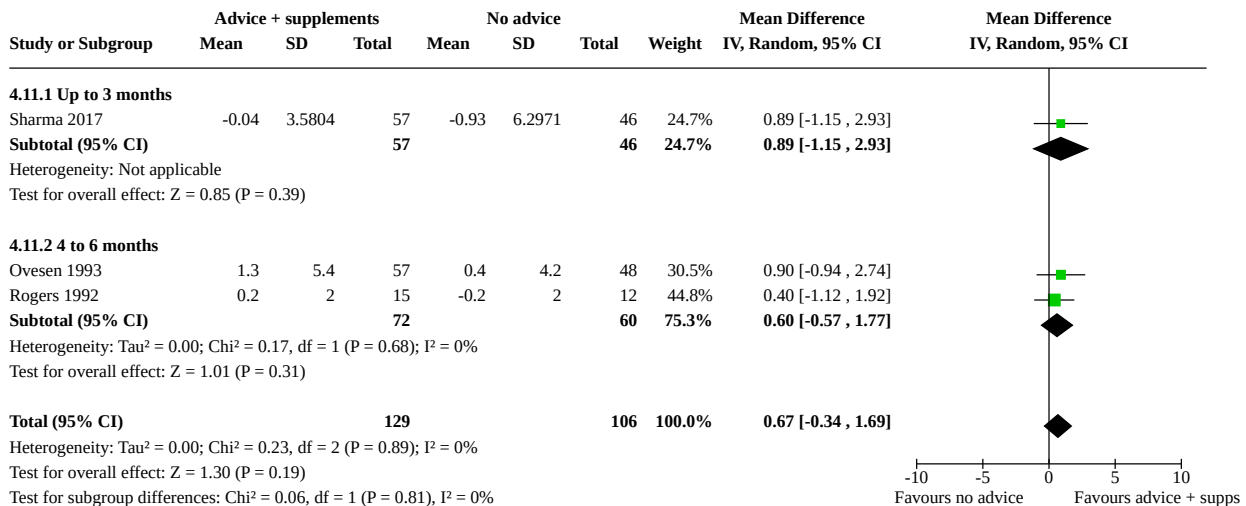 Advice + supplements No advice Mean Difference Mean Difference
Study or Subgroup Mean SD Total Mean SD Total Weight IV, Random, 95% CI IV, Random, 95% CI
4.11.1 Up to 3 months
Sharma 2017 -0.04 3.5804 57 -0.93 6.2971 46 24.7% 0.89 [-1.15 , 2.93]
Subtotal (95% CI) 57 46 24.7% 0.89 [-1.15 , 2.93]
Heterogeneity: Not applicable
Test for overall effect: Z = 0.85 (P = 0.39)
4.11.2 4 to 6 months
Ovesen 1993 1.3 5.4 57 0.4 4.2 48 30.5% 0.90 [-0.94 , 2.74]
Rogers 1992 0.2 2 15 -0.2 2 12 44.8% 0.40 [-1.12 , 1.92]
Subtotal (95% CI) 72 60 75.3% 0.60 [-0.57 , 1.77]
Heterogeneity: Tau² = 0.00; Chi² = 0.17, df = 1 (P = 0.68); I² = 0%
Test for overall effect: Z = 1.01 (P = 0.31)
Total (95% CI) 129 106 100.0% 0.67 [-0.34 , 1.69]
Heterogeneity: Tau² = 0.00; Chi² = 0.23, df = 2 (P = 0.89); I² = 0%
Test for overall effect: Z = 1.30 (P = 0.19) -10 -5 0 5 10
Test for subgroup differences: Chi² = 0.06, df = 1 (P = 0.81), I² = 0% Favours no advice Favours advice + supps